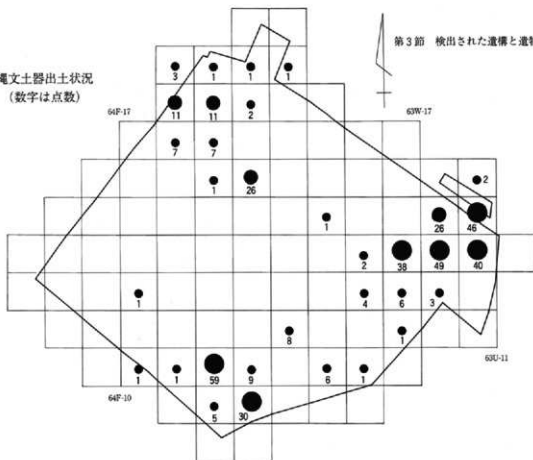 第3節 検出された遺構と遺
縄文土器出土状況
(数字は点数)
3 1 1 1
64F-17 11 11 2 63W-17
7 7
1 26 2
1 26 46
2 38 49 40
1 4 6 3
8 1
63U-11
1 1 59 9 6 1
64F-10
5 30